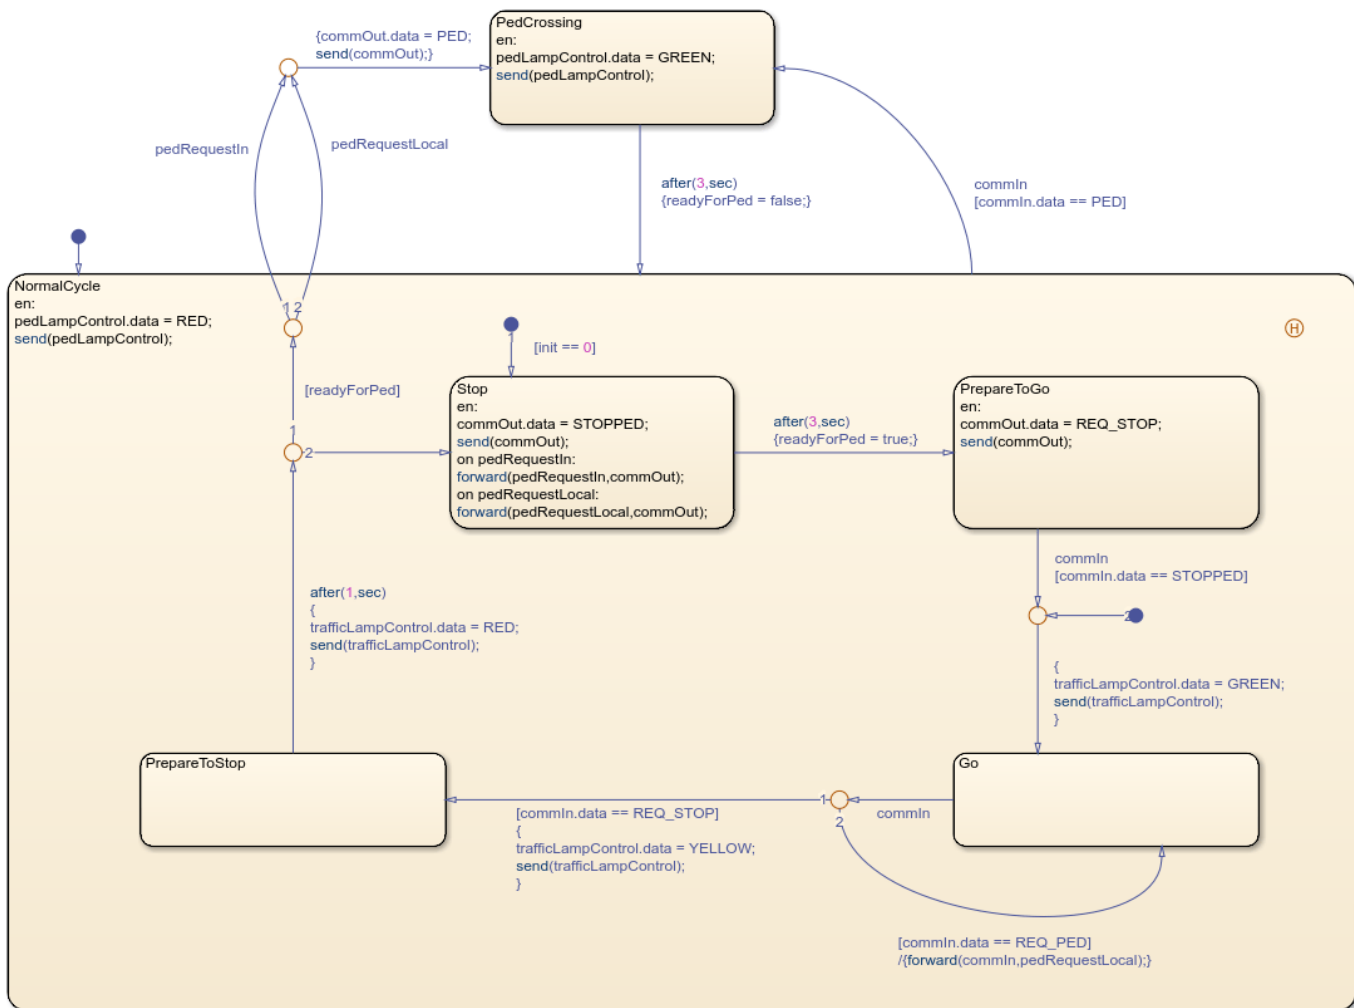 PedCrossing
en:
pedLampControl.data = GREEN;
send(pedLampControl);
{commOut.data = PED;
send(commOut);}
pedRequestIn
pedRequestLocal
after(3,sec)
{readyForPed = false;}
commIn
[commIn.data == PED]
NormalCycle
en:
pedLampControl.data = RED;
send(pedLampControl);
1 2
H
1
[init == 0]
[readyForPed]
1
2
Stop
en:
commOut.data = STOPPED;
send(commOut);
on pedRequestIn:
forward(pedRequestIn,commOut);
on pedRequestLocal:
forward(pedRequestLocal,commOut);
after(3,sec)
{readyForPed = true;}
PrepareToGo
en:
commOut.data = REQ_STOP;
send(commOut);
commIn
[commIn.data == STOPPED]
2
after(1,sec)
{
trafficLampControl.data = RED;
send(trafficLampControl);
}
{
trafficLampControl.data = GREEN;
send(trafficLampControl);
}
PrepareToStop
Go
1
2
commIn
[commIn.data == REQ_STOP]
{
trafficLampControl.data = YELLOW;
send(trafficLampControl);
}
[commIn.data == REQ_PED]
/{forward(commIn,pedRequestLocal);}